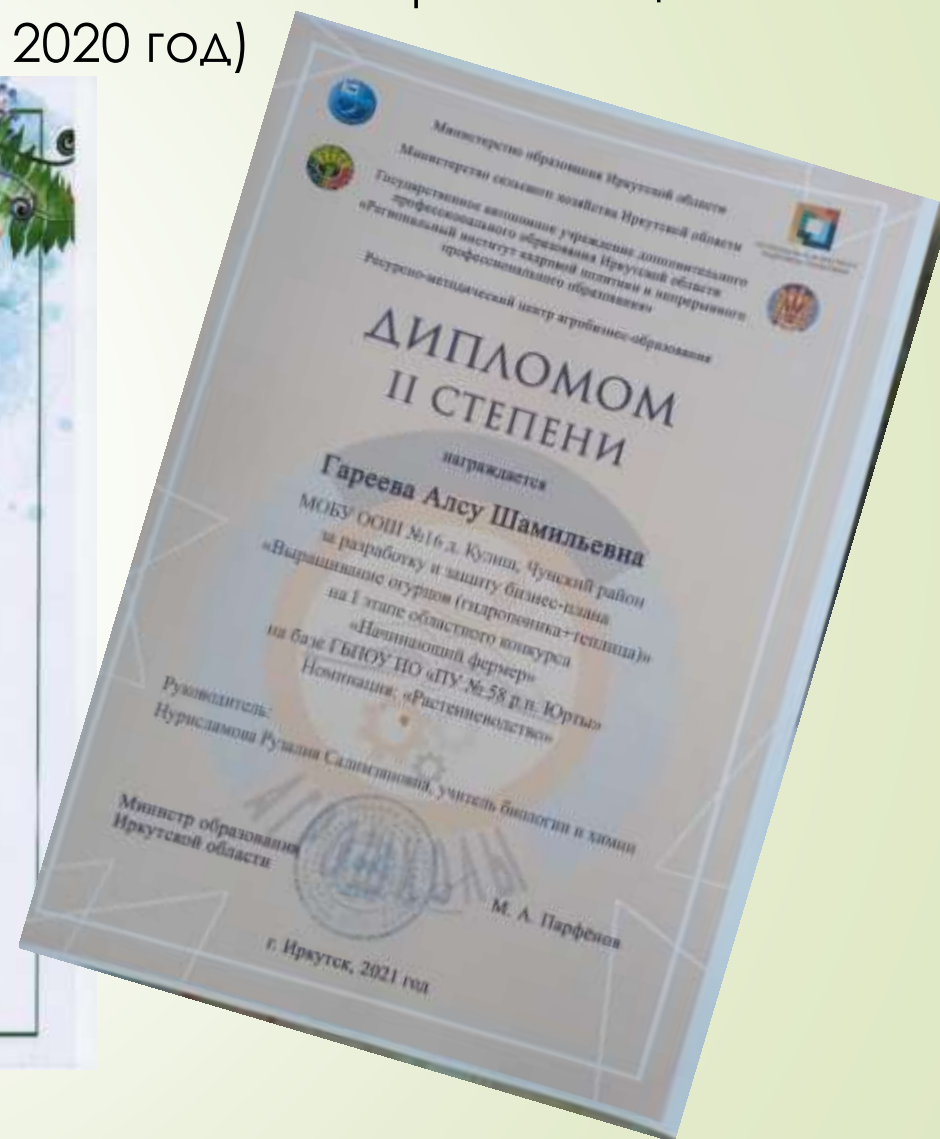 2020 год)
Министерство образования Иркутской области
Министерство сельского хозяйства Иркутской области
Государственное автономное учреждение дополнительного
профессионального образования Иркутской области
«Региональный институт кадровой политики и непрерывного
профессионального образования»
Ресурсно-методический центр агробизнес-образования
ДИПЛОМОМ
II СТЕПЕНИ
награждается
Гареева Алсу Шамильевна
МОБУ ООШ №16 д. Кулиш, Чунский район
за разработку и защиту бизнес-плана
«Выращивание огурцов (гидропоника+теплица)»
на I этапе областного конкурса
«Начинающий фермер»
на базе ГБПОУ ИО «ПУ № 58 р.п. Юрты»
Номинация: «Растениеводство»
Руководитель:
Нурисламова Рузалия Салимзяновна, учитель биологии и химии
Министр образования
Иркутской области
М. А. Парфёнов
г. Иркутск, 2021 год